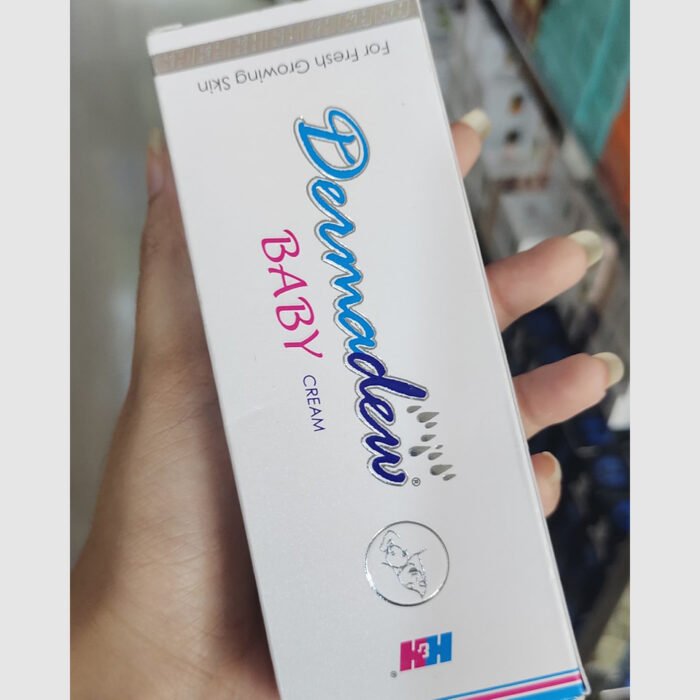 For Fresh Growing Skin
Dermadew®
BABY CREAM
H&H®